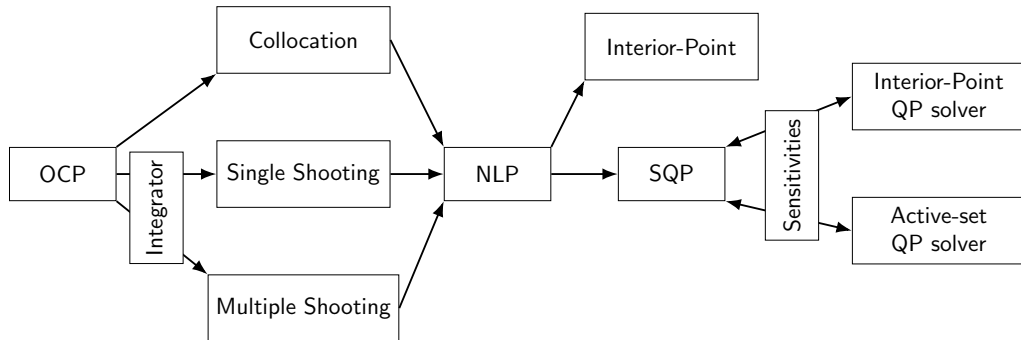 Collocation
Interior-Point
Interior-Point
QP solver
OCP
Integrator
Single Shooting
NLP
SQP
Sensitivities
Active-set
QP solver
Multiple Shooting